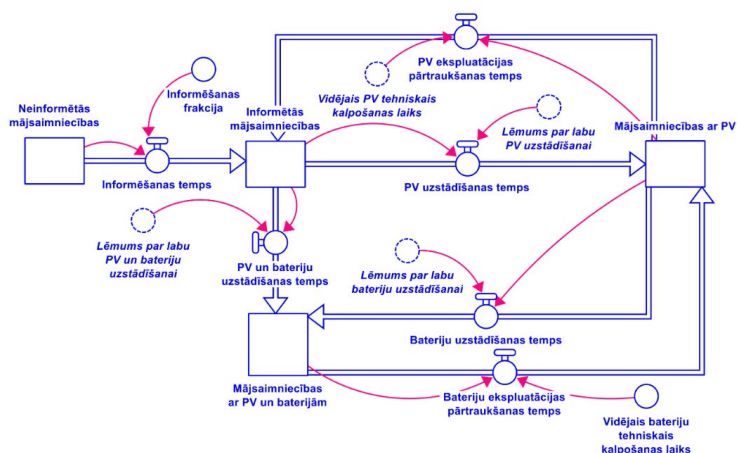 PV ekspluatācijas
pārtraukšanas temps
Informēšanas
frakcija
Vidējais PV tehniskais
kalpošanas laiks
Neinformētās
mājsaimniecības
Informētās
mājsaimniecības
Lēmums par labu
PV uzstādīšanai
Mājsaimniecības ar PV
Informēšanas temps
PV uzstādīšanas temps
Lēmums par labu
PV un bateriju
uzstādīšanai
PV un bateriju
uzstādīšanas temps
Lēmums par labu
bateriju uzstādīšanai
Bateriju uzstādīšanas temps
Mājsaimniecības
ar PV un baterijām
Bateriju ekspluatācijas
pārtraukšanas temps
Vidējais bateriju
tehniskais
kalpošanas laiks